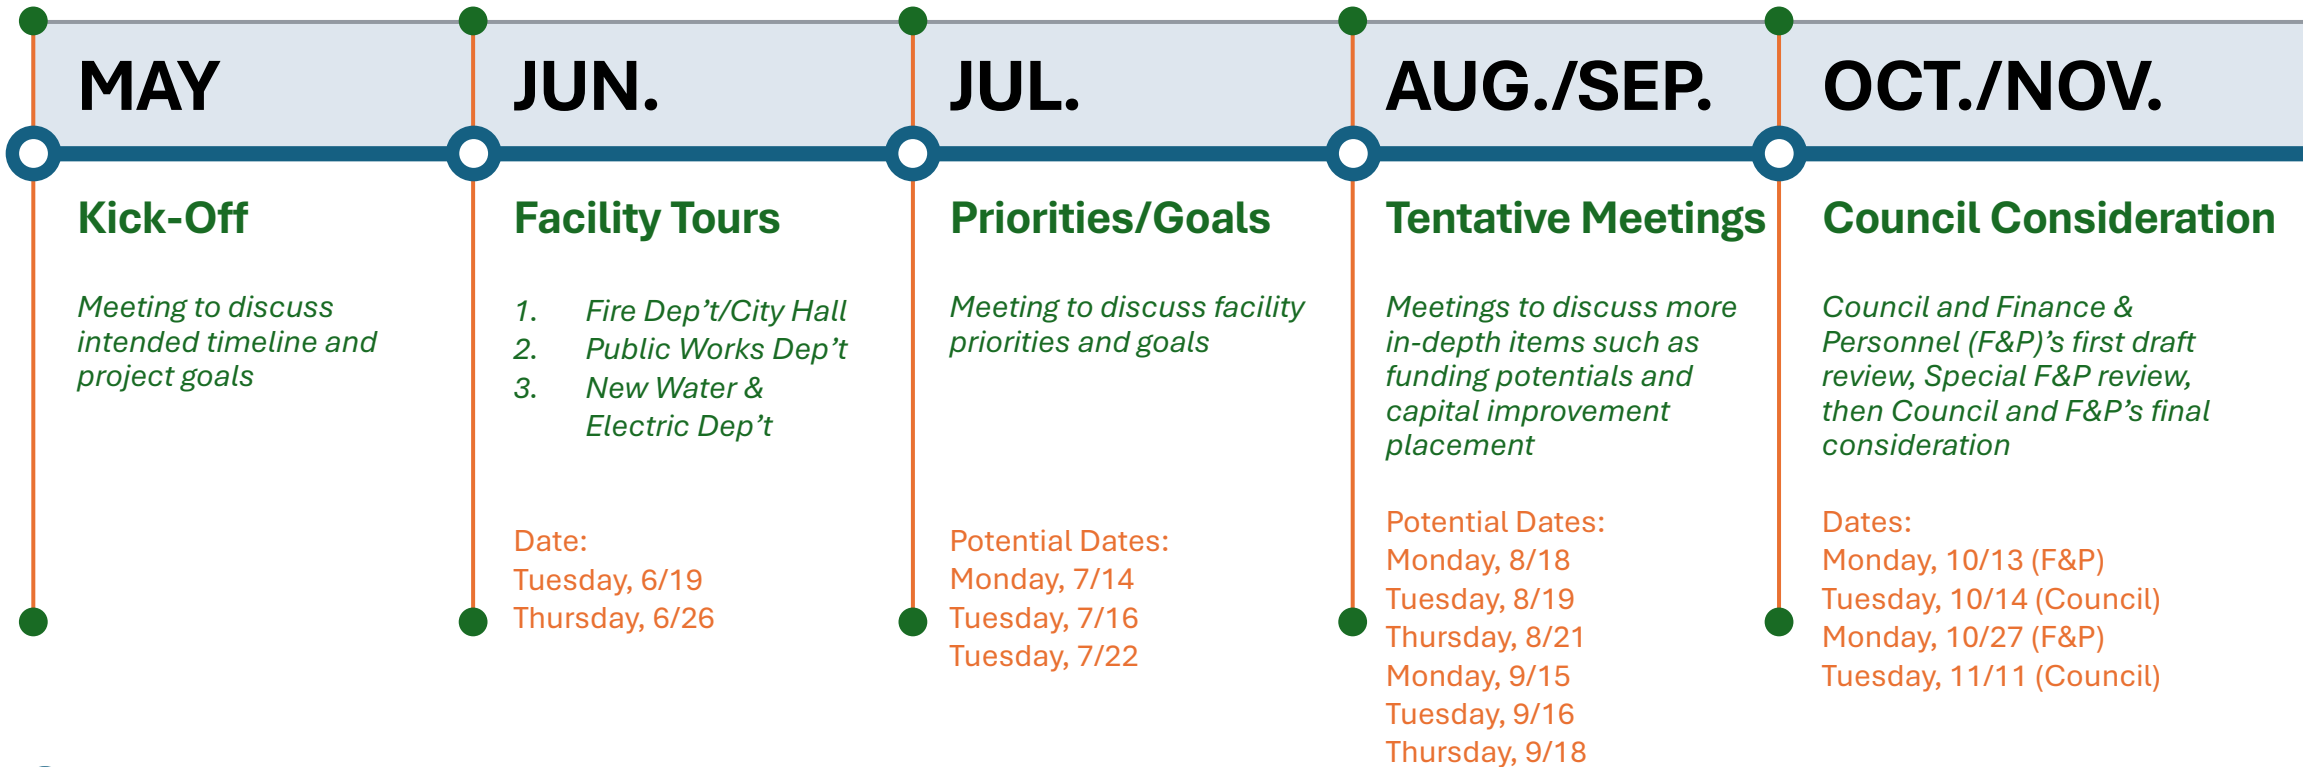 MAY
Kick-Off
Meeting to discuss
intended timeline and
project goals
JUN.
Facility Tours
1. Fire Dep’t/City Hall
2. Public Works Dep’t
3. New Water &
Electric Dep’t
Date:
Tuesday, 6/19
Thursday, 6/26
JUL.
Priorities/Goals
Meeting to discuss facility
priorities and goals
Potential Dates:
Monday, 7/14
Tuesday, 7/16
Tuesday, 7/22
AUG./SEP.
Tentative Meetings
Meetings to discuss more
in-depth items such as
funding potentials and
capital improvement
placement
Potential Dates:
Monday, 8/18
Tuesday, 8/19
Thursday, 8/21
Monday, 9/15
Tuesday, 9/16
Thursday, 9/18
OCT./NOV.
Council Consideration
Council and Finance &
Personnel (F&P)’s first draft
review, Special F&P review,
then Council and F&P’s final
consideration
Dates:
Monday, 10/13 (F&P)
Tuesday, 10/14 (Council)
Monday, 10/27 (F&P)
Tuesday, 11/11 (Council)